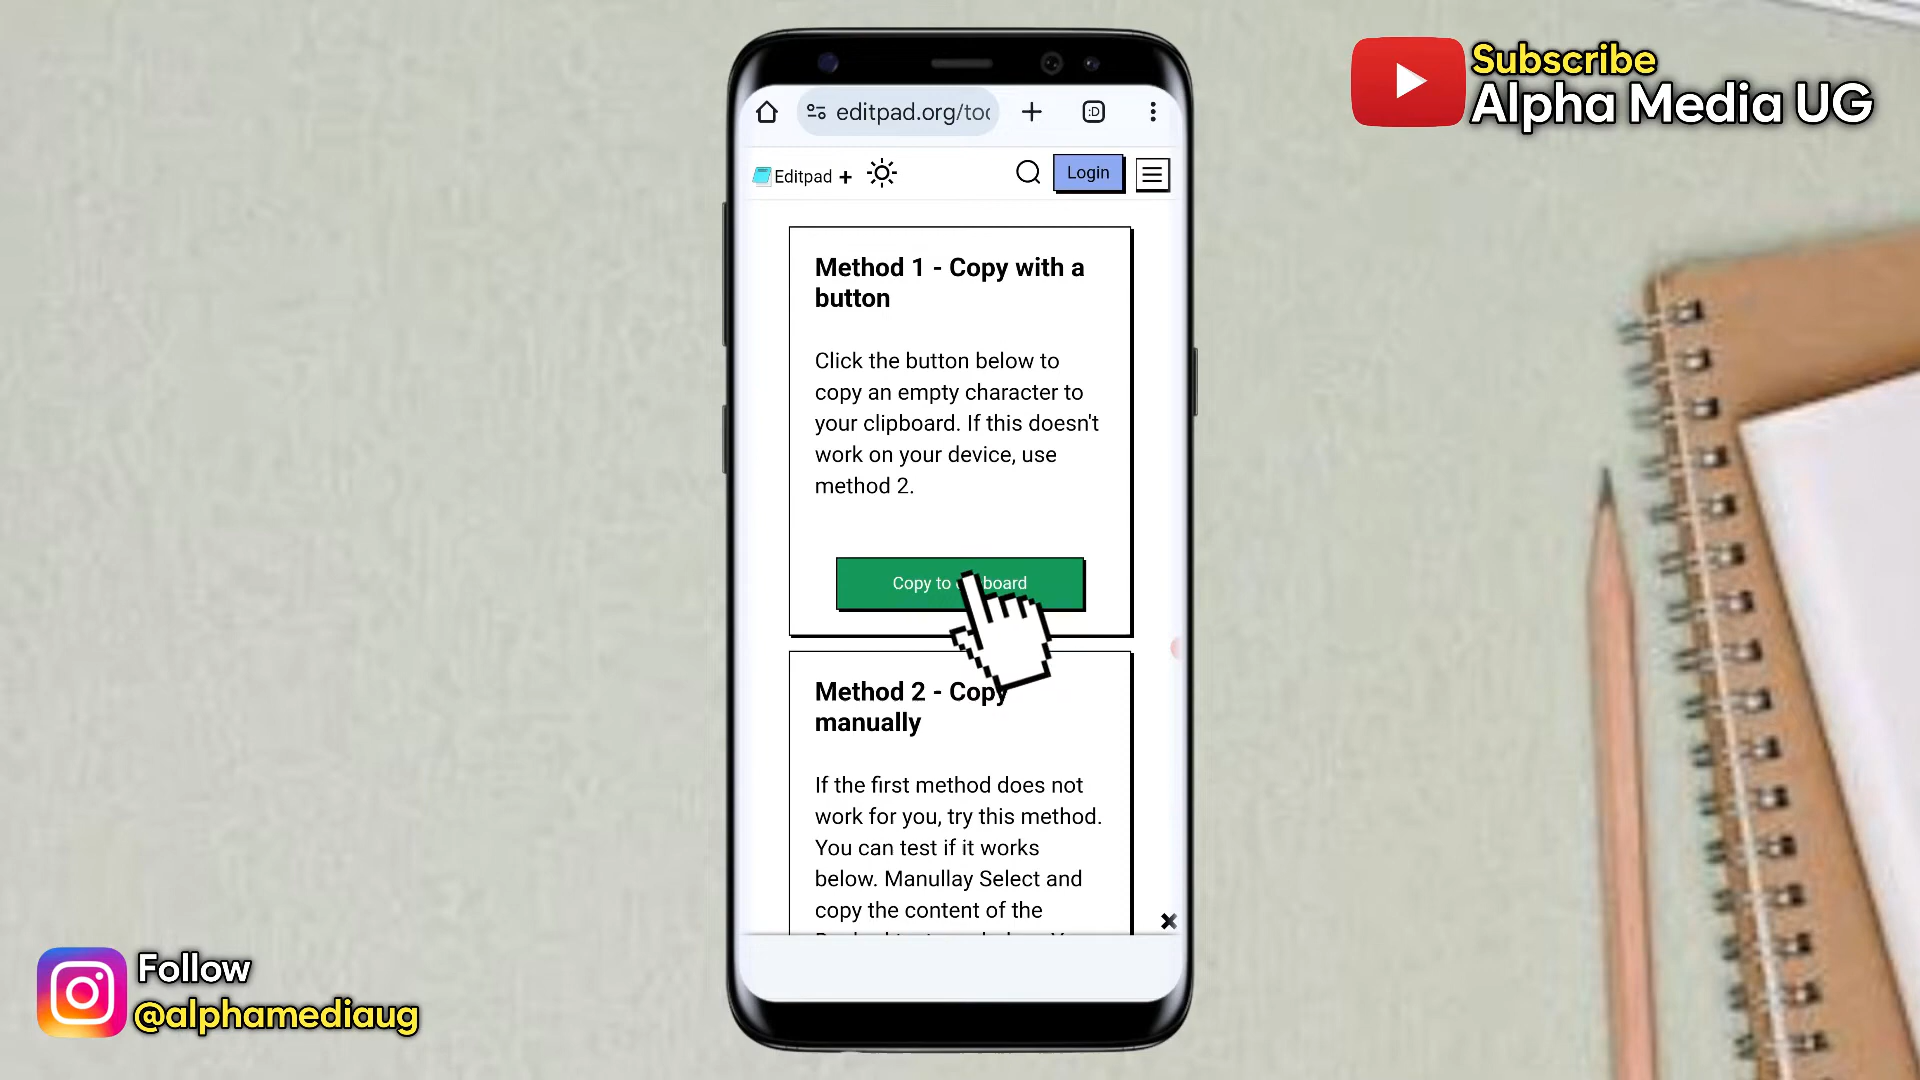 Subscribe
Alpha Media UG
editpad.org/too
:D
Editpad +
Login
Method 1 - Copy with a
button
Click the button below to
copy an empty character to
your clipboard. If this doesn't
work on your device, use
method 2.
Copy to board
Method 2 - Copy
manually
If the first method does not
work for you, try this method.
You can test if it works
below. Manullay Select and
copy the content of the
Follow
@alphamediaug